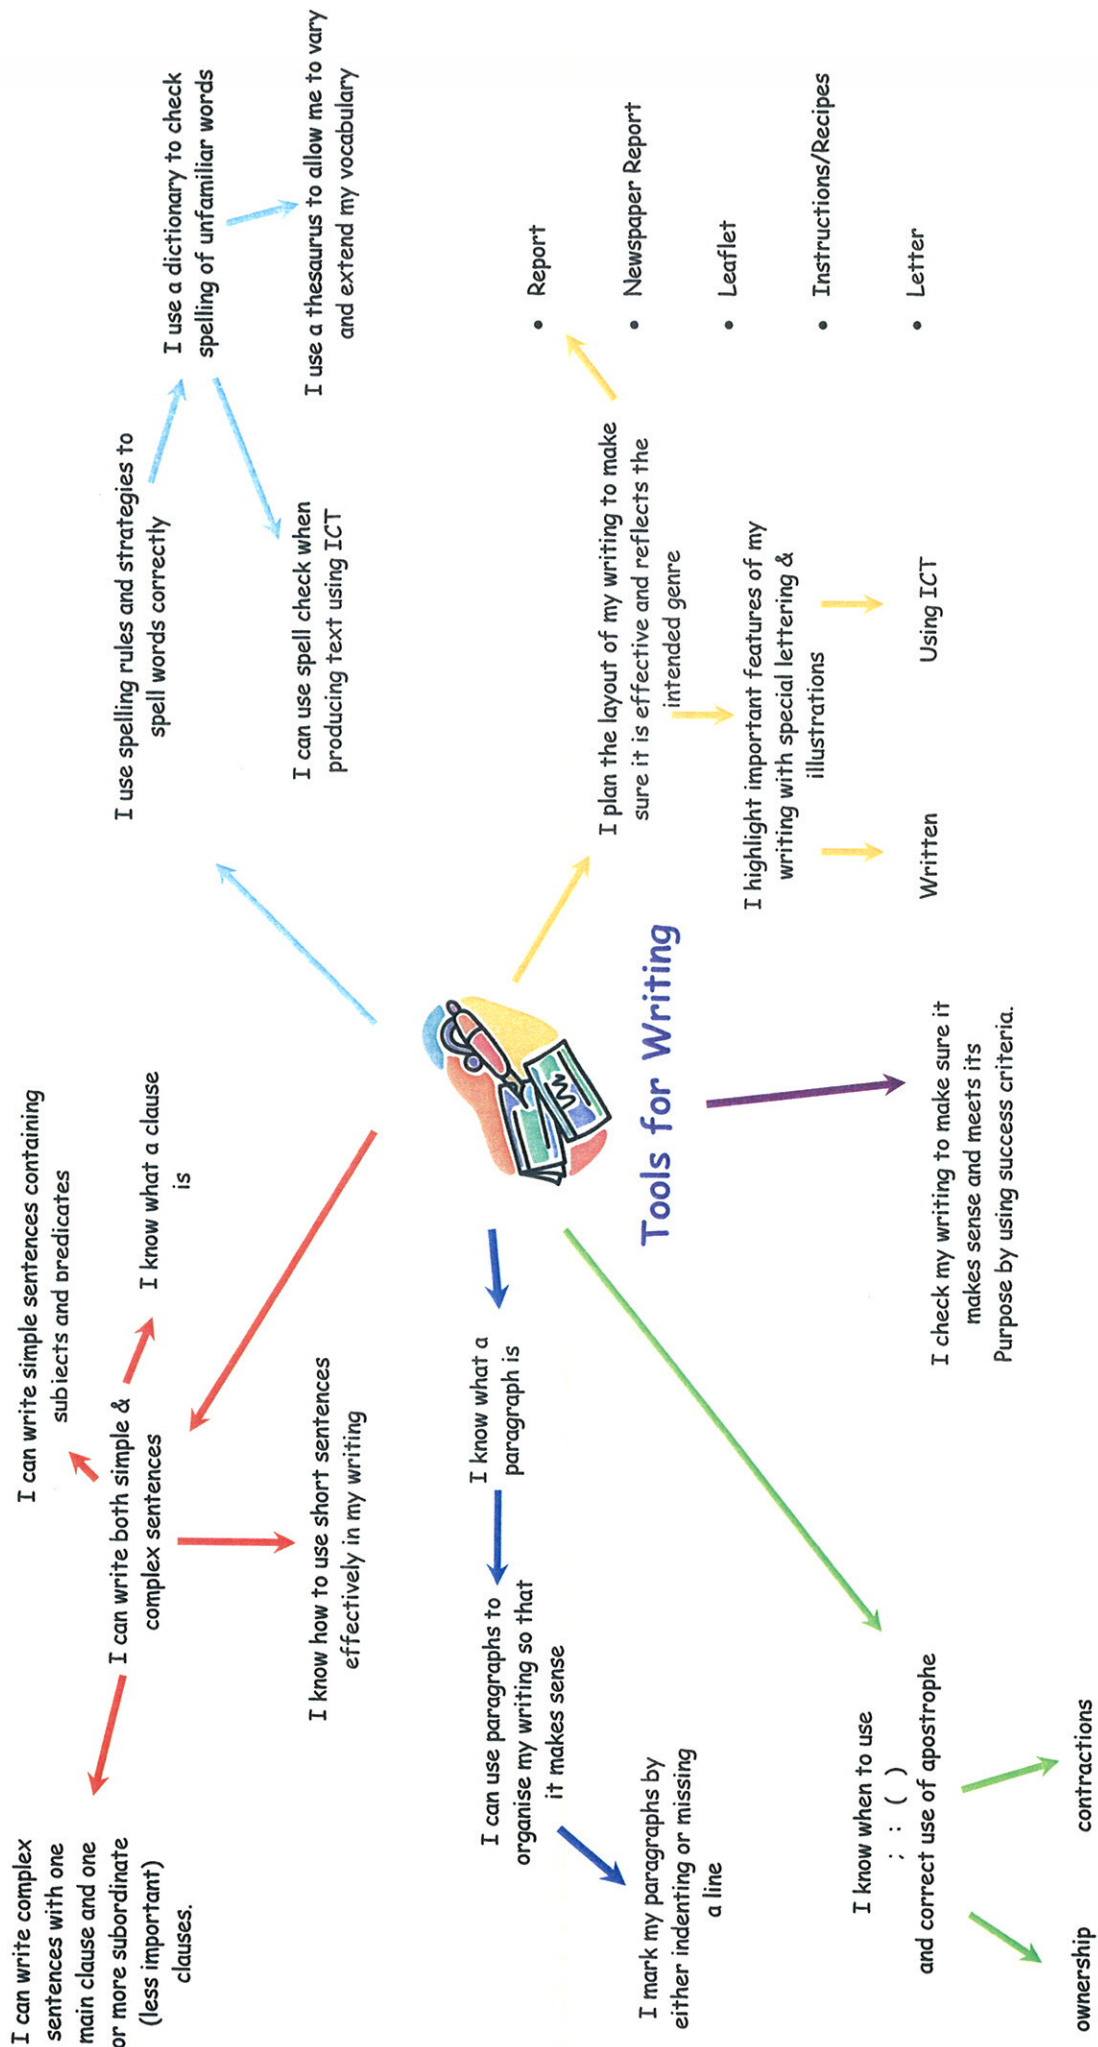 I can write complex
sentences with one
main clause and one
or more subordinate
(less important)
clauses.
I can write simple sentences containing
subjects and predicates
I can write both simple &
complex sentences
I know what a clause
is
I know how to use short sentences
effectively in my writing
I use spelling rules and strategies to
spell words correctly
I use a dictionary to check
spelling of unfamiliar words
I can use spell check when
producing text using ICT
I use a thesaurus to allow me to vary
and extend my vocabulary
I can use paragraphs to
organise my writing so that
it makes sense
I know what a
paragraph is
I mark my paragraphs by
either indenting or missing
a line
Tools for Writing
I plan the layout of my writing to make
sure it is effective and reflects the
intended genre
• Report
• Newspaper Report
• Leaflet
• Instructions/Recipes
• Letter
I highlight important features of my
writing with special lettering &
illustrations
Written
Using ICT
I know when to use
; : ( )
and correct use of apostrophe
ownership
contractions
I check my writing to make sure it
makes sense and meets its
Purpose by using success criteria.